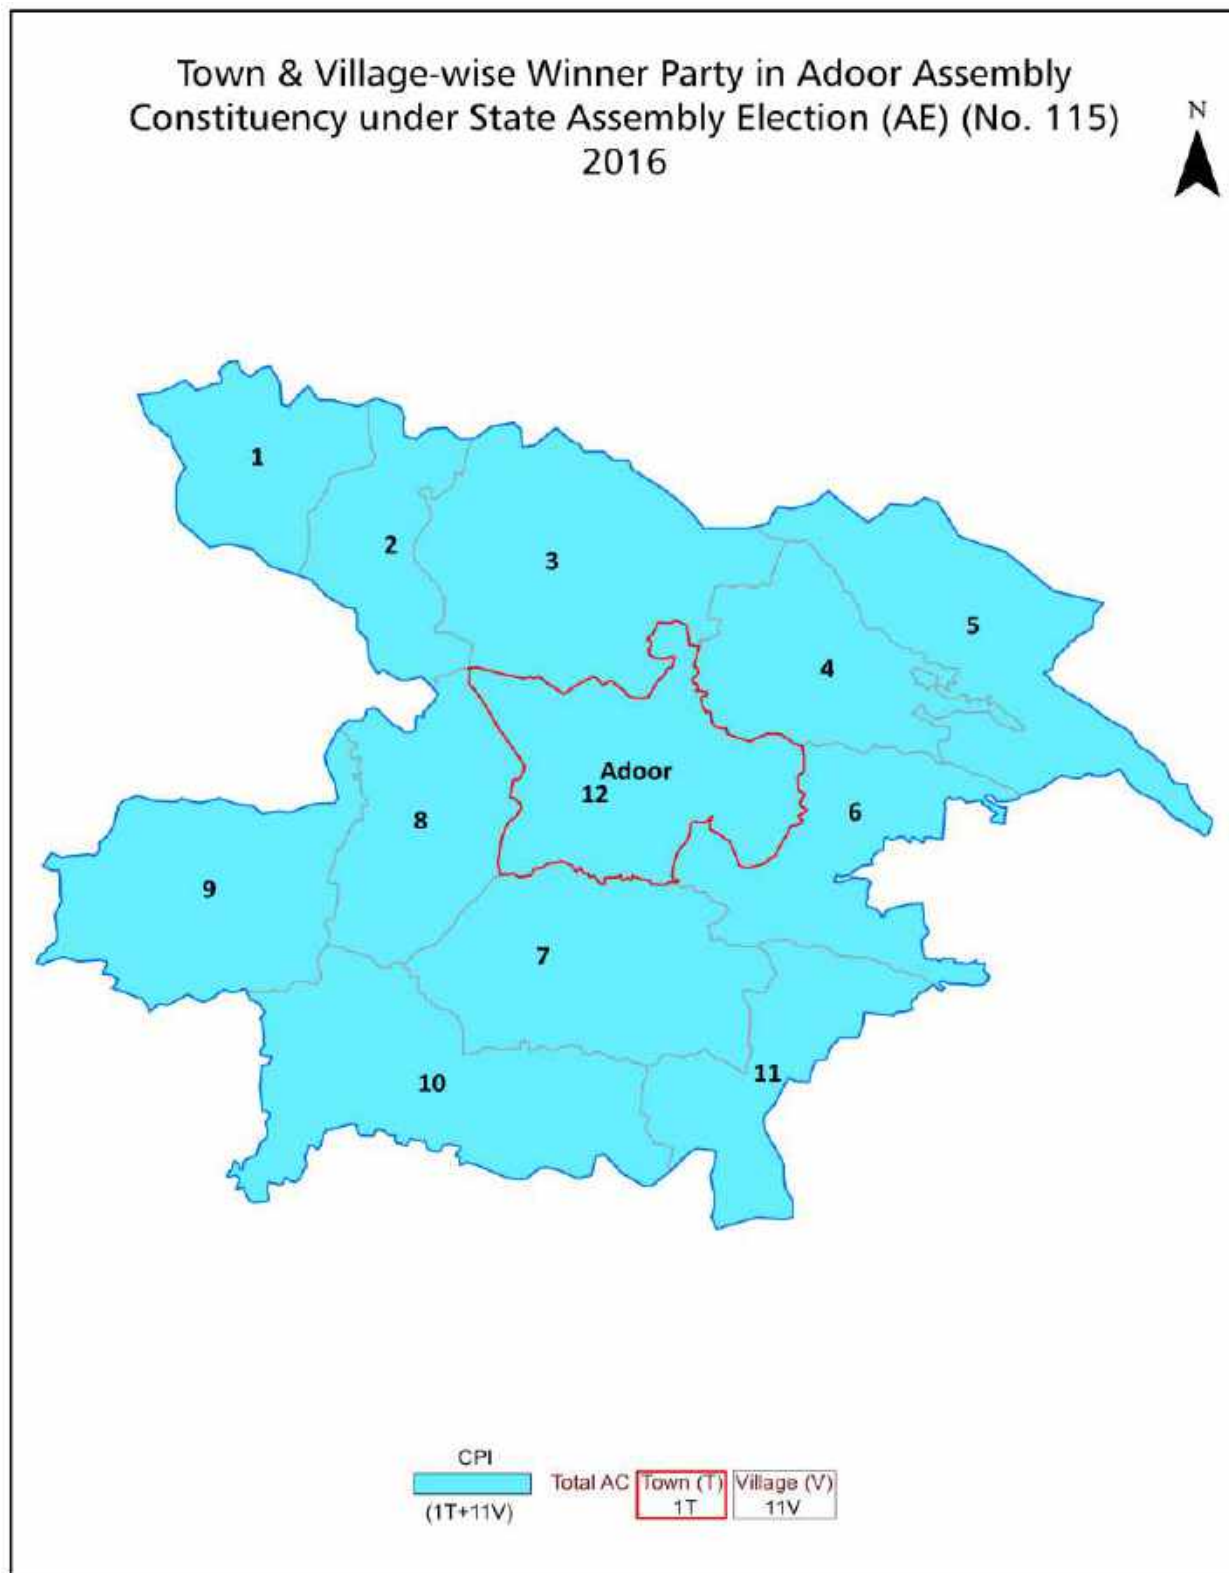 Town & Village-wise Winner Party in Adoor Assembly
Constituency under State Assembly Election (AE) (No. 115)
2016
N
1
2
3
4
5
Adoor
12
6
8
9
7
10
11
CPI
(1T+11V)
Total AC
Town (T)
1T
Village (V)
11V